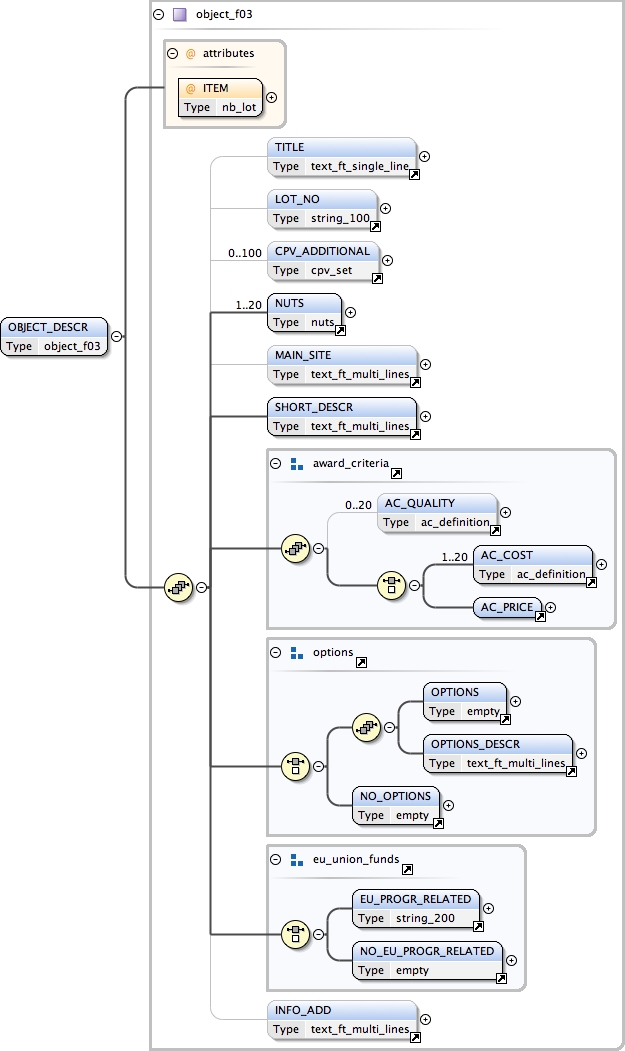 object_f03
@ attributes
@ ITEM
Type nb_lot
TITLE
Type text_ft_single_line
LOT_NO
Type string_100
0..100 CPV_ADDITIONAL
Type cpv_set
1..20 NUTS
Type nuts
OBJECT_DESCR
Type object_f03
MAIN_SITE
Type text_ft_multi_lines
SHORT_DESCR
Type text_ft_multi_lines
award_criteria
0..20 AC_QUALITY
Type ac_definition
1..20 AC_COST
Type ac_definition
AC_PRICE
options
OPTIONS
Type empty
OPTIONS_DESCR
Type text_ft_multi_lines
NO_OPTIONS
Type empty
eu_union_funds
EU_PROGR_RELATED
Type string_200
NO_EU_PROGR_RELATED
Type empty
INFO_ADD
Type text_ft_multi_lines